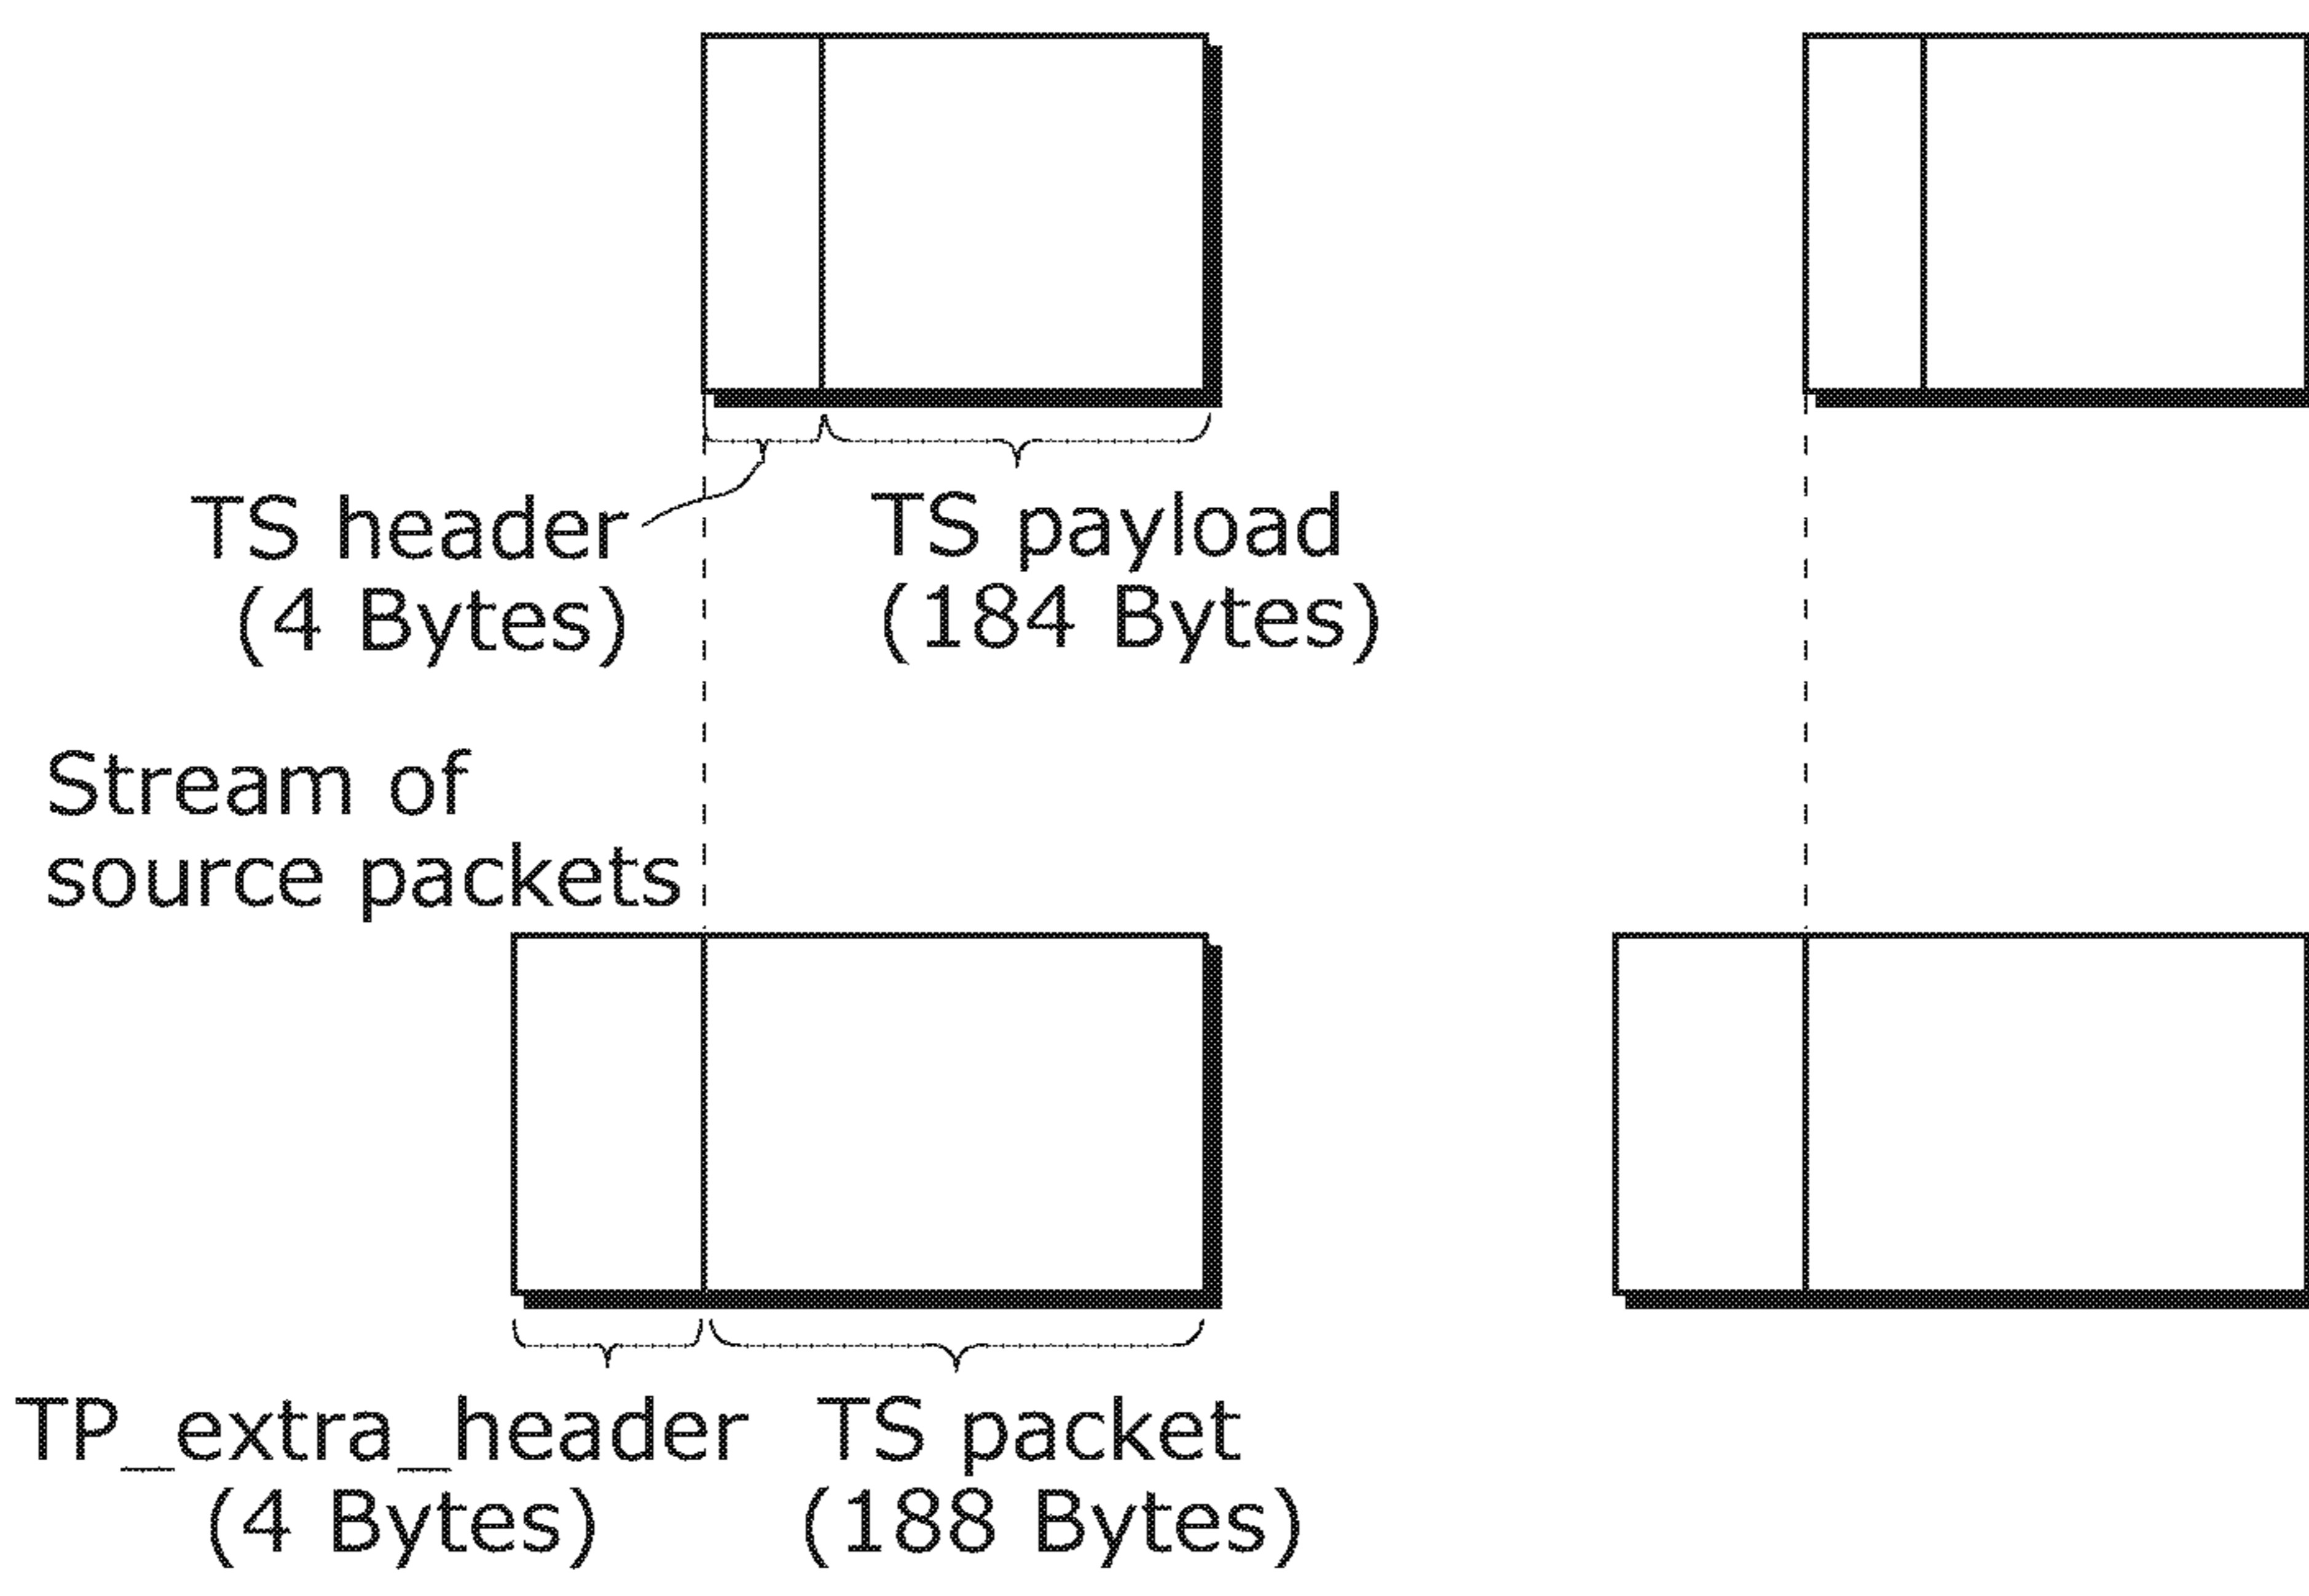 TS header
(4 Bytes)
TS payload
(184 Bytes)
Stream of
source packets
TP_extra_header
(4 Bytes)
TS packet
(188 Bytes)